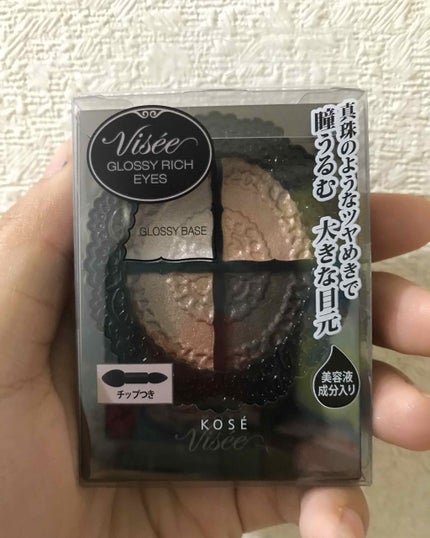 Visée
GLOSSY RICH
EYES
真珠のようなツヤめきで
瞳うるむ 大きな目元
GLOSSY BASE
美容液
成分入り
チップつき
KOSÉ
Visée